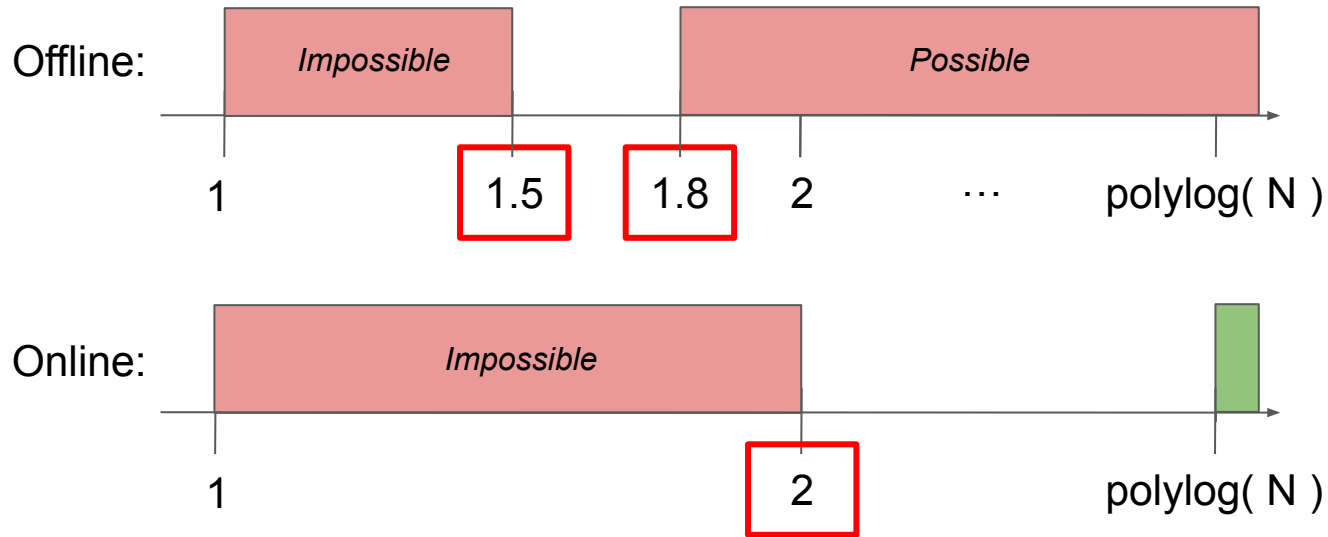 Offline: Impossible Possible
1 1.5 1.8 2 ... polylog( N )
Online: Impossible
1 2 polylog( N )